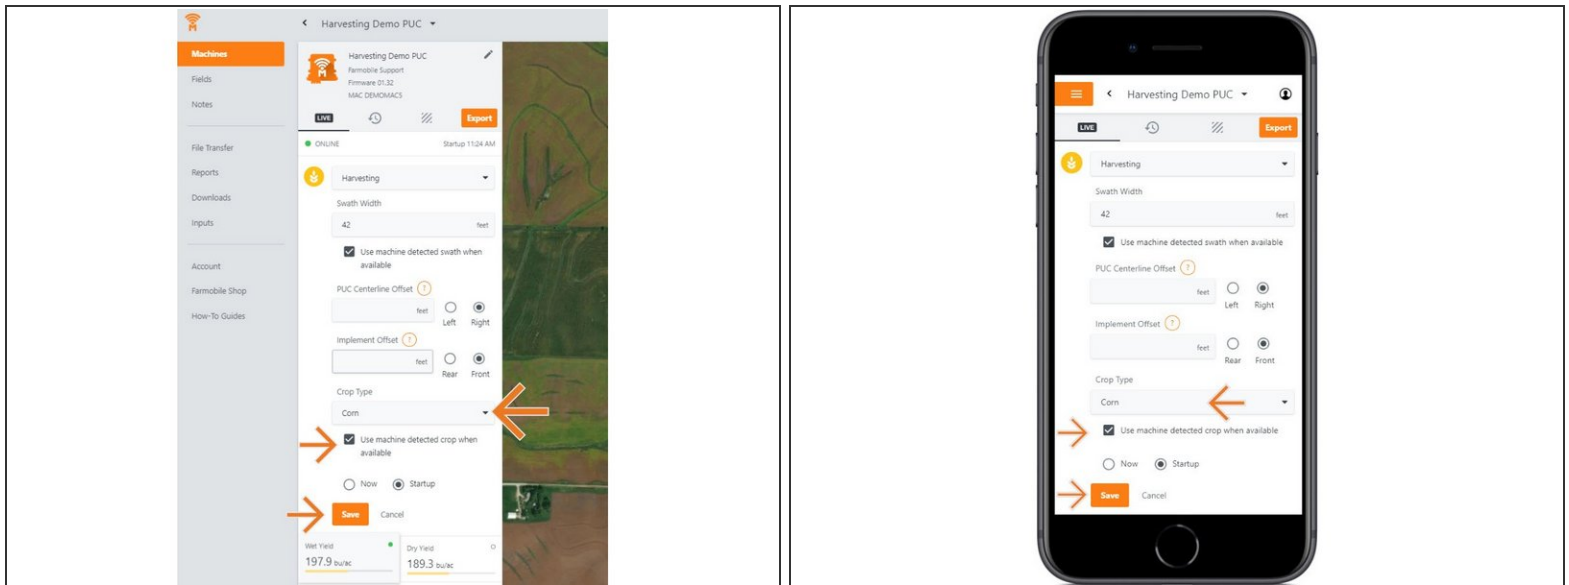 Harvesting Demo PUC
Machines
Fields
Notes
File Transfer
Reports
Downloads
Inputs
Account
Farmobile Shop
How-To Guides
Harvesting Demo PUC
Farmobile Support
Firmware 01.32
MAC DEMOMACS
LIVE
Export
ONLINE Startup 11:24 AM
Harvesting
Swath Width
42 feet
Use machine detected swath when
available
PUC Centerline Offset ?
feet
Left Right
Implement Offset ?
feet
Rear Front
Crop Type
Corn
Use machine detected crop when
available
Now Startup
Save Cancel
Wet Yield
197.9 bu/ac
Dry Yield
189.3 bu/ac
Harvesting Demo PUC
LIVE
Export
Harvesting
Swath Width
42 feet
Use machine detected swath when available
PUC Centerline Offset ?
feet
Left Right
Implement Offset ?
feet
Rear Front
Crop Type
Corn
Use machine detected crop when available
Now Startup
Save Cancel